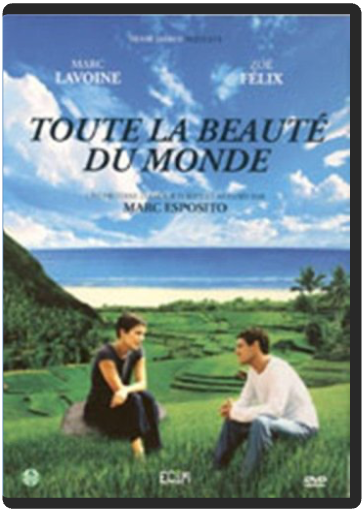 MARC
LAVOINE
ZOÉ
FÉLIX
TOUTE LA BEAUTÉ
DU MONDE
MARC ESPOSITO
DVD